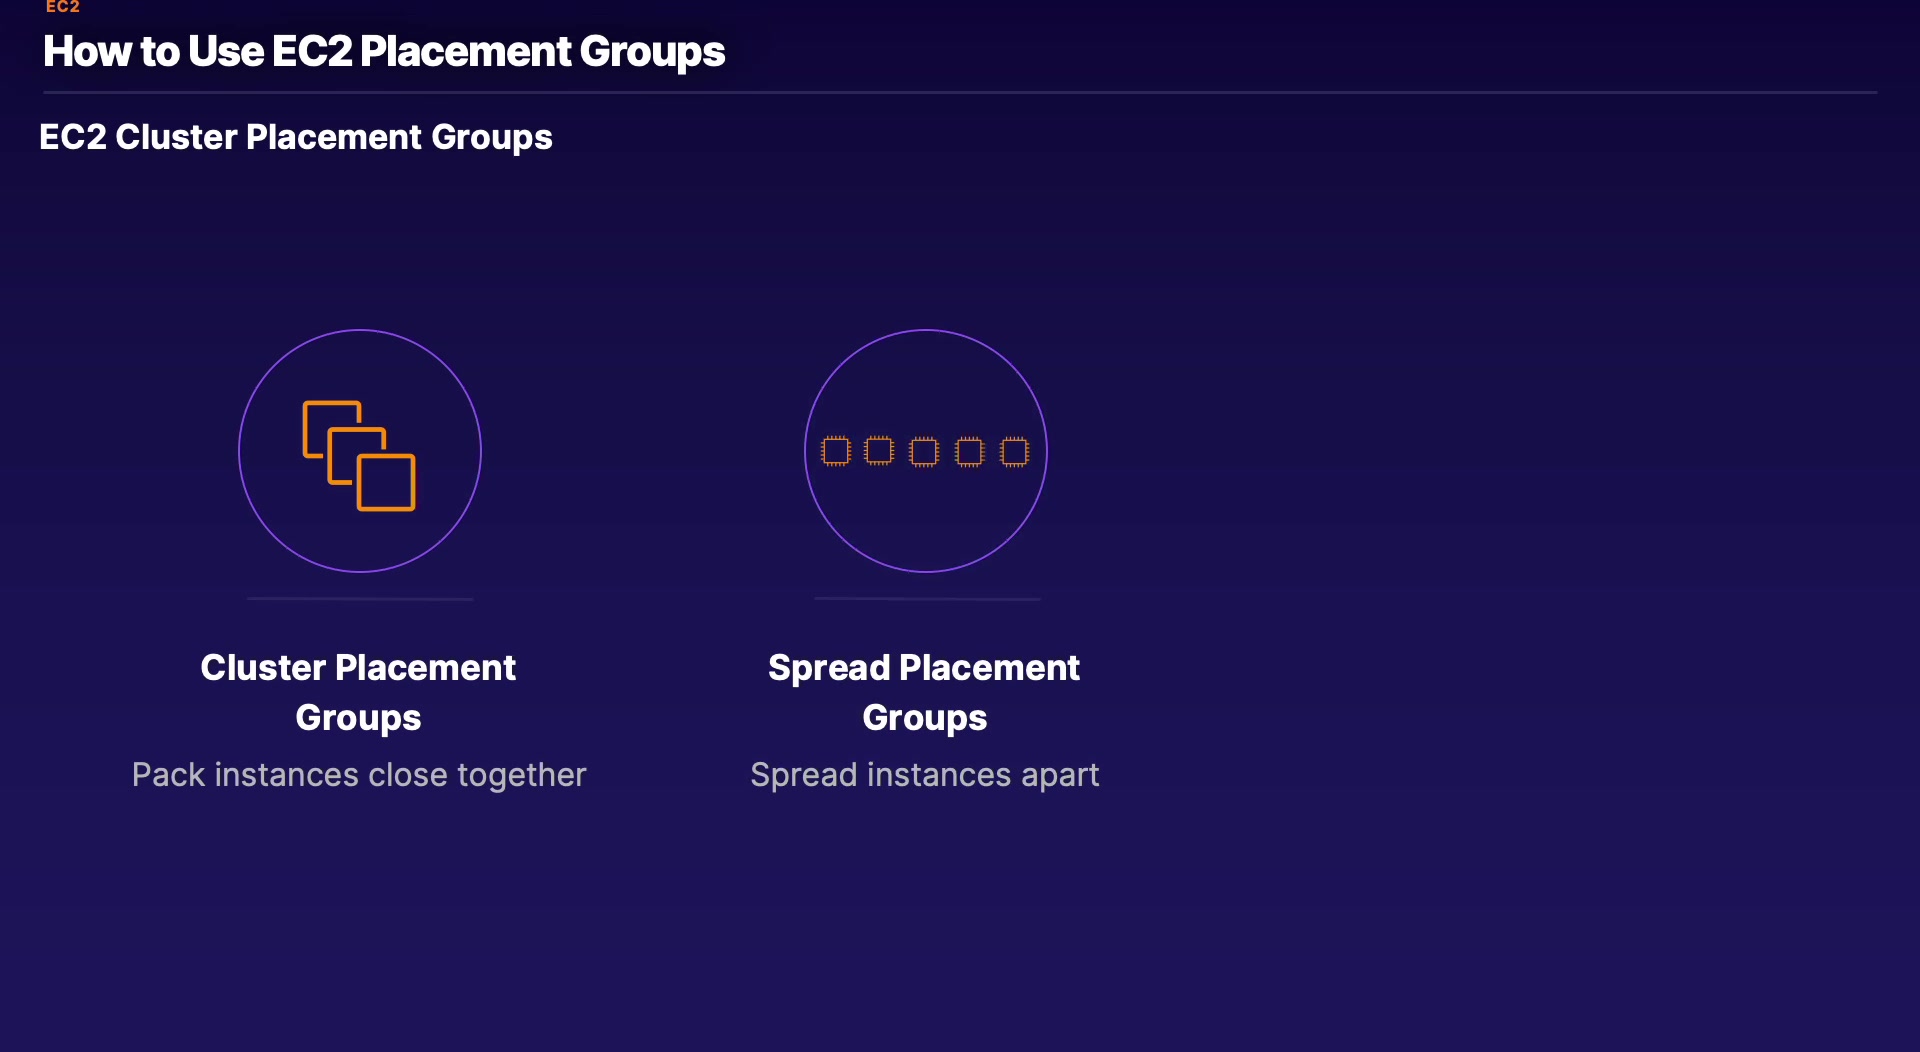 EC2
How to Use EC2 Placement Groups
EC2 Cluster Placement Groups
Cluster Placement
Groups
Pack instances close together
Spread Placement
Groups
Spread instances apart